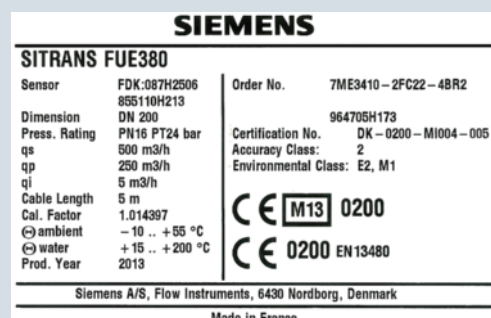 SIEMENS
SITRANS FUE380
Sensor FDK:087H2506
855110H213
Dimension DN 200
Press. Rating PN16 PT24 bar
qs 500 m3/h
qp 250 m3/h
qi 5 m3/h
Cable Length 5 m
Cal. Factor 1.014397
Θ ambient −10 .. +55 °C
Θ water +15 .. +200 °C
Prod. Year 2013
Order No. 7ME3410−2FC22−4BR2
964705H173
Certification No. DK−0200−MI004−005
Accuracy Class: 2
Environmental Class: E2, M1
CE M13 0200
CE 0200 EN13480
Siemens A/S, Flow Instruments, 6430 Nordborg, Denmark
Made in France